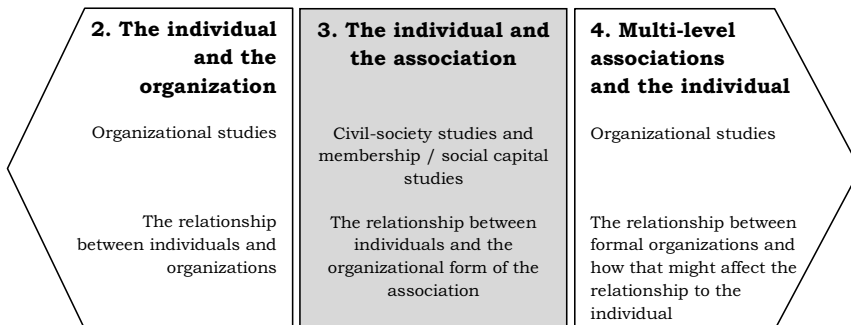 2. The individual
and the
organization
Organizational studies
The relationship
between individuals and
organizations
3. The individual and
the association
Civil-society studies and
membership / social capital
studies
The relationship between
individuals and the
organizational form of the
association
4. Multi-level
associations
and the individual
Organizational studies
The relationship between
formal organizations and
how that might affect the
relationship to the
individual